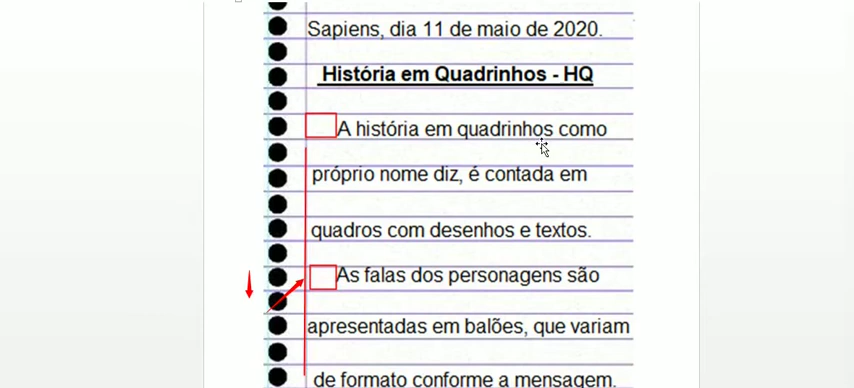 Sapiens, dia 11 de maio de 2020.
História em Quadrinhos - HQ
A história em quadrinhos como
próprio nome diz, é contada em
quadros com desenhos e textos.
As falas dos personagens são
apresentadas em balões, que variam
de formato conforme a mensagem.